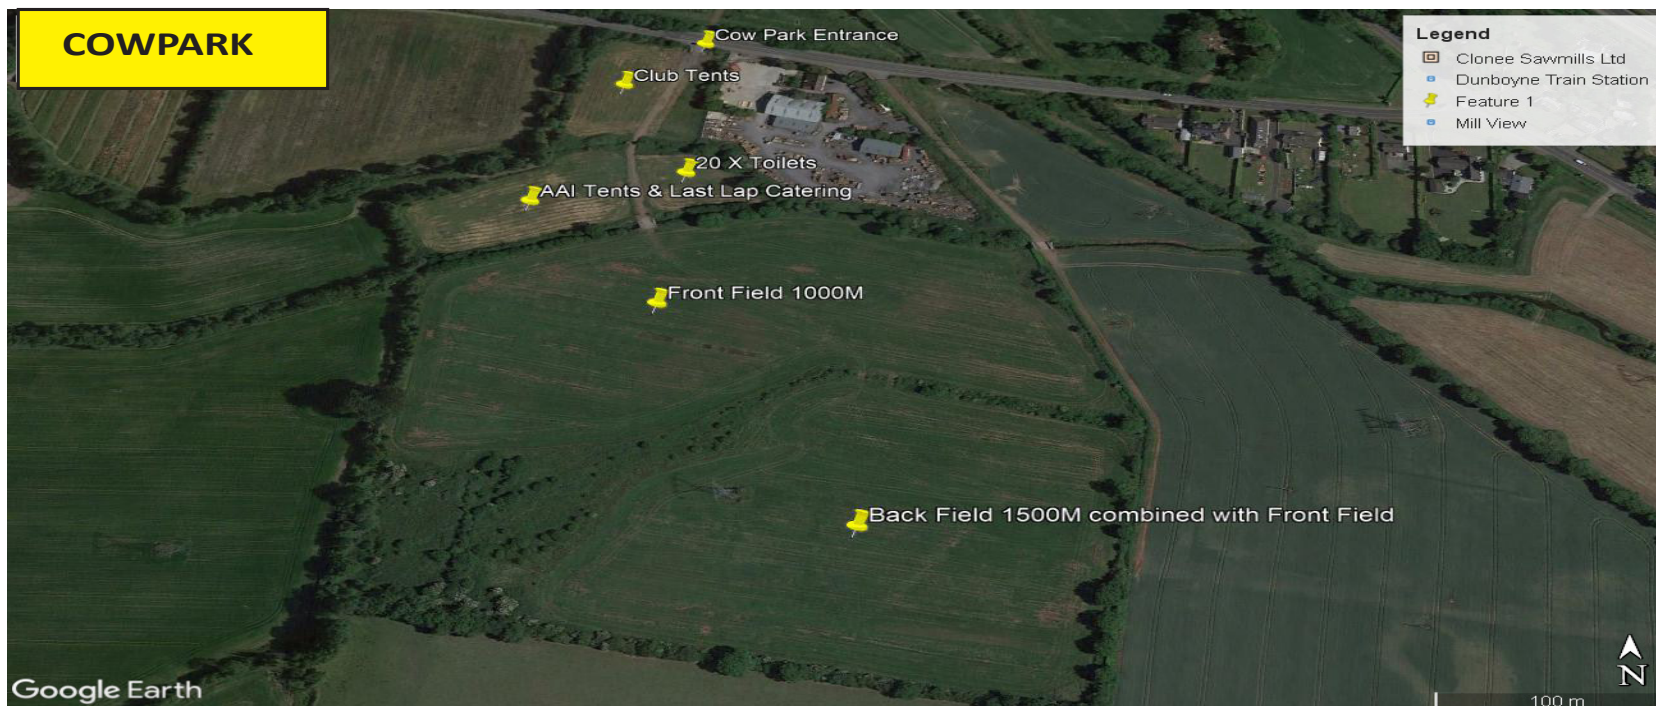 COWPARK
Cow Park Entrance
Club Tents
20 X Toilets
AAI Tents & Last Lap Catering
Front Field 1000M
Back Field 1500M combined with Front Field
Legend
Clonee Sawmills Ltd
Dunboyne Train Station
Feature 1
Mill View
Google Earth
N
100 m